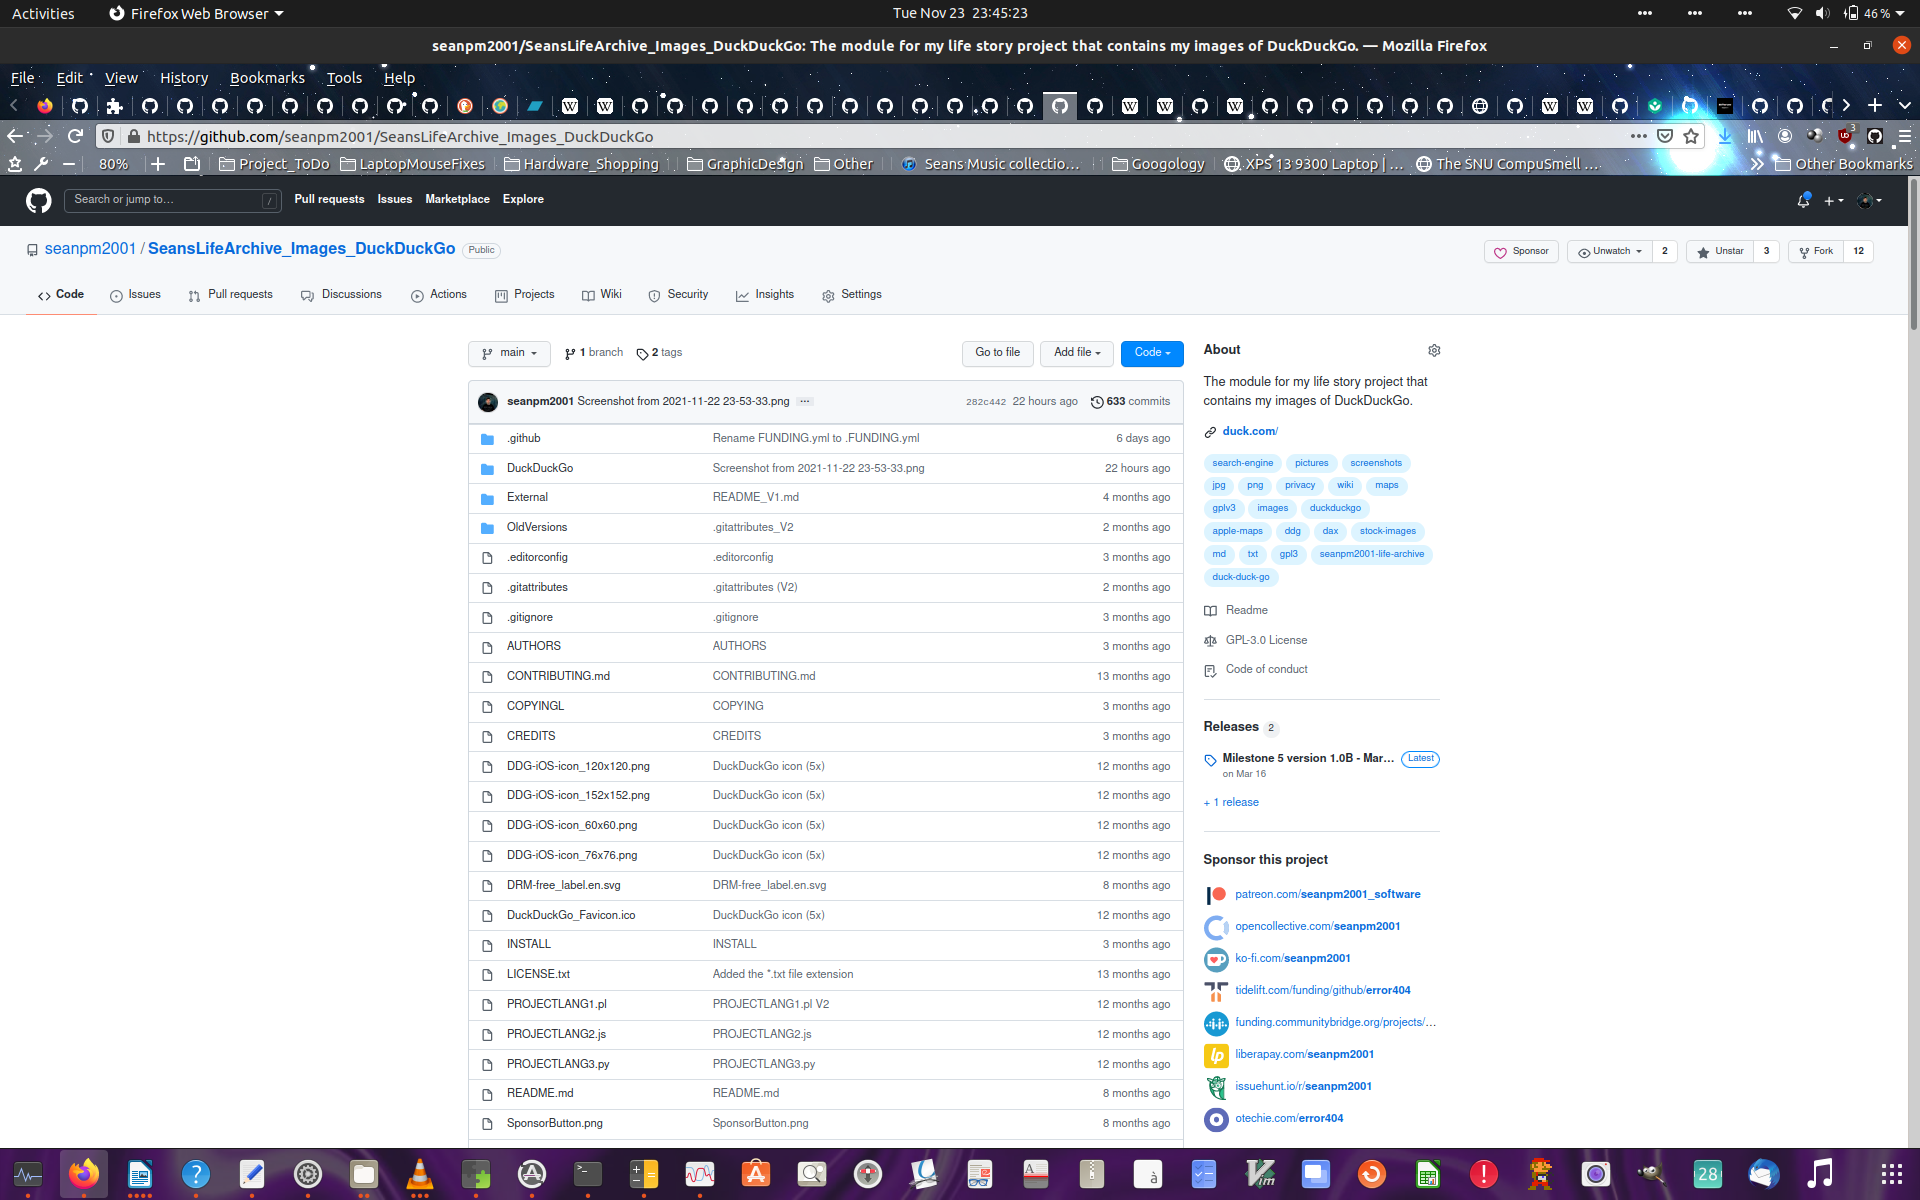 Activities Firefox Web Browser Tue Nov 23 23:45:23 46 %
seanpm2001/SeansLifeArchive_Images_DuckDuckGo: The module for my life story project that contains my images of DuckDuckGo. — Mozilla Firefox
File Edit View History Bookmarks Tools Help
https://github.com/seanpm2001/SeansLifeArchive_Images_DuckDuckGo 3
80% Project_ToDo LaptopMouseFixes Hardware_Shopping GraphicDesign Other Seans Music collectio… Googology XPS 13 9300 Laptop | … The SNU CompuSmell … Other Bookmarks
Search or jump to… / Pull requests Issues Marketplace Explore
seanpm2001 / SeansLifeArchive_Images_DuckDuckGo Public Sponsor Unwatch 2 Unstar 3 Fork 12
Code Issues Pull requests Discussions Actions Projects Wiki Security Insights Settings
main 1 branch 2 tags Go to file Add file Code
seanpm2001 Screenshot from 2021-11-22 23-53-33.png ··· 282c442 22 hours ago 633 commits
.github Rename FUNDING.yml to .FUNDING.yml 6 days ago
DuckDuckGo Screenshot from 2021-11-22 23-53-33.png 22 hours ago
External README_V1.md 4 months ago
OldVersions .gitattributes_V2 2 months ago
.editorconfig .editorconfig 3 months ago
.gitattributes .gitattributes (V2) 2 months ago
.gitignore .gitignore 3 months ago
AUTHORS AUTHORS 3 months ago
CONTRIBUTING.md CONTRIBUTING.md 13 months ago
COPYINGL COPYING 3 months ago
CREDITS CREDITS 3 months ago
DDG-iOS-icon_120x120.png DuckDuckGo icon (5x) 12 months ago
DDG-iOS-icon_152x152.png DuckDuckGo icon (5x) 12 months ago
DDG-iOS-icon_60x60.png DuckDuckGo icon (5x) 12 months ago
DDG-iOS-icon_76x76.png DuckDuckGo icon (5x) 12 months ago
DRM-free_label.en.svg DRM-free_label.en.svg 8 months ago
DuckDuckGo_Favicon.ico DuckDuckGo icon (5x) 12 months ago
INSTALL INSTALL 3 months ago
LICENSE.txt Added the *.txt file extension 13 months ago
PROJECTLANG1.pl PROJECTLANG1.pl V2 12 months ago
PROJECTLANG2.js PROJECTLANG2.js 12 months ago
PROJECTLANG3.py PROJECTLANG3.py 12 months ago
README.md README.md 8 months ago
SponsorButton.png SponsorButton.png 8 months ago
About
The module for my life story project that
contains my images of DuckDuckGo.
duck.com/
search-engine pictures screenshots
jpg png privacy wiki maps
gplv3 images duckduckgo
apple-maps ddg dax stock-images
md txt gpl3 seanpm2001-life-archive
duck-duck-go
Readme
GPL-3.0 License
Code of conduct
Releases 2
Milestone 5 version 1.0B - Mar… Latest
on Mar 16
+ 1 release
Sponsor this project
patreon.com/seanpm2001_software
opencollective.com/seanpm2001
ko-fi.com/seanpm2001
tidelift.com/funding/github/error404
funding.communitybridge.org/projects/…
liberapay.com/seanpm2001
issuehunt.io/r/seanpm2001
otechie.com/error404
28